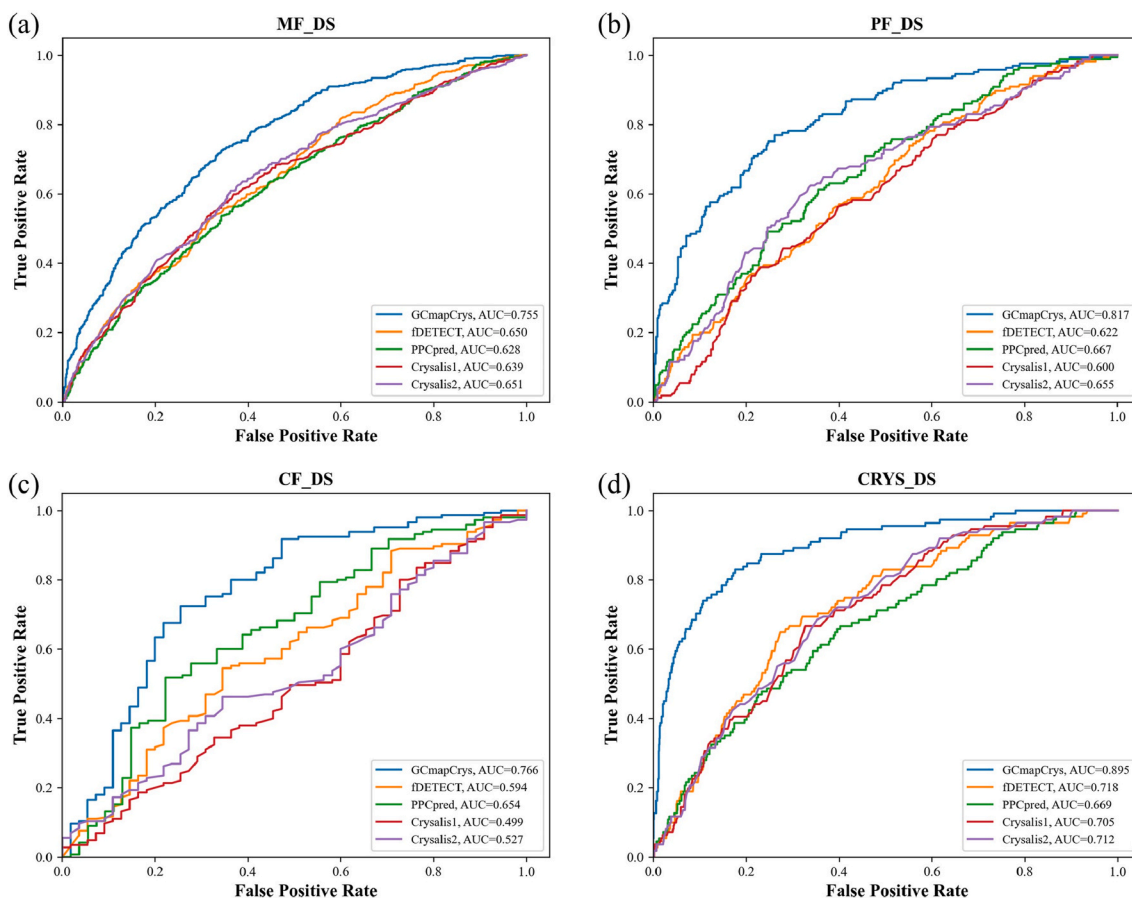 (a)
MF_DS
True Positive Rate
1.0
0.8
0.6
0.4
0.2
0.0
GCmapCrys, AUC=0.755
fDETECT, AUC=0.650
PPCpred, AUC=0.628
Crysalis1, AUC=0.639
Crysalis2, AUC=0.651
0.0 0.2 0.4 0.6 0.8 1.0
False Positive Rate
(b)
PF_DS
True Positive Rate
1.0
0.8
0.6
0.4
0.2
0.0
GCmapCrys, AUC=0.817
fDETECT, AUC=0.622
PPCpred, AUC=0.667
Crysalis1, AUC=0.600
Crysalis2, AUC=0.655
0.0 0.2 0.4 0.6 0.8 1.0
False Positive Rate
(c)
CF_DS
True Positive Rate
1.0
0.8
0.6
0.4
0.2
0.0
GCmapCrys, AUC=0.766
fDETECT, AUC=0.594
PPCpred, AUC=0.654
Crysalis1, AUC=0.499
Crysalis2, AUC=0.527
0.0 0.2 0.4 0.6 0.8 1.0
False Positive Rate
(d)
CRYS_DS
True Positive Rate
1.0
0.8
0.6
0.4
0.2
0.0
GCmapCrys, AUC=0.895
fDETECT, AUC=0.718
PPCpred, AUC=0.669
Crysalis1, AUC=0.705
Crysalis2, AUC=0.712
0.0 0.2 0.4 0.6 0.8 1.0
False Positive Rate